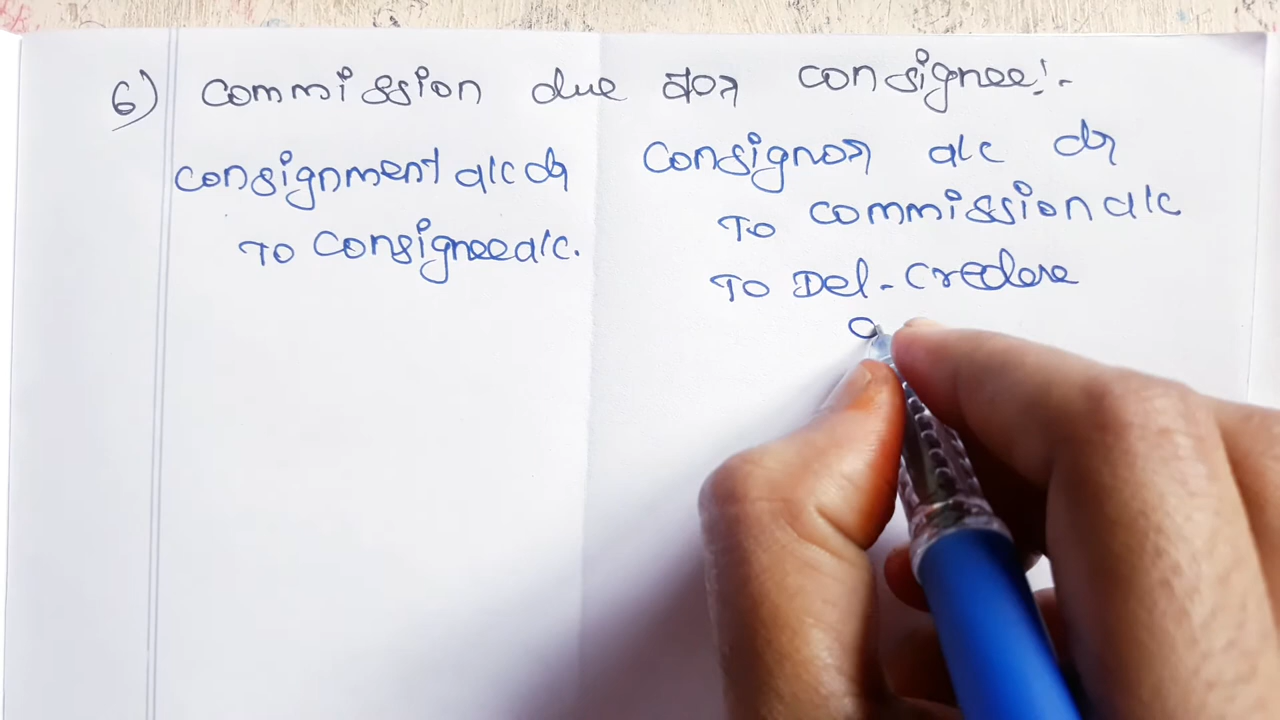 6) Commission due for consignee:-
Consignment a/c dr
To Consignee a/c.
Consignor a/c dr
To Commission a/c
To Del-Credere